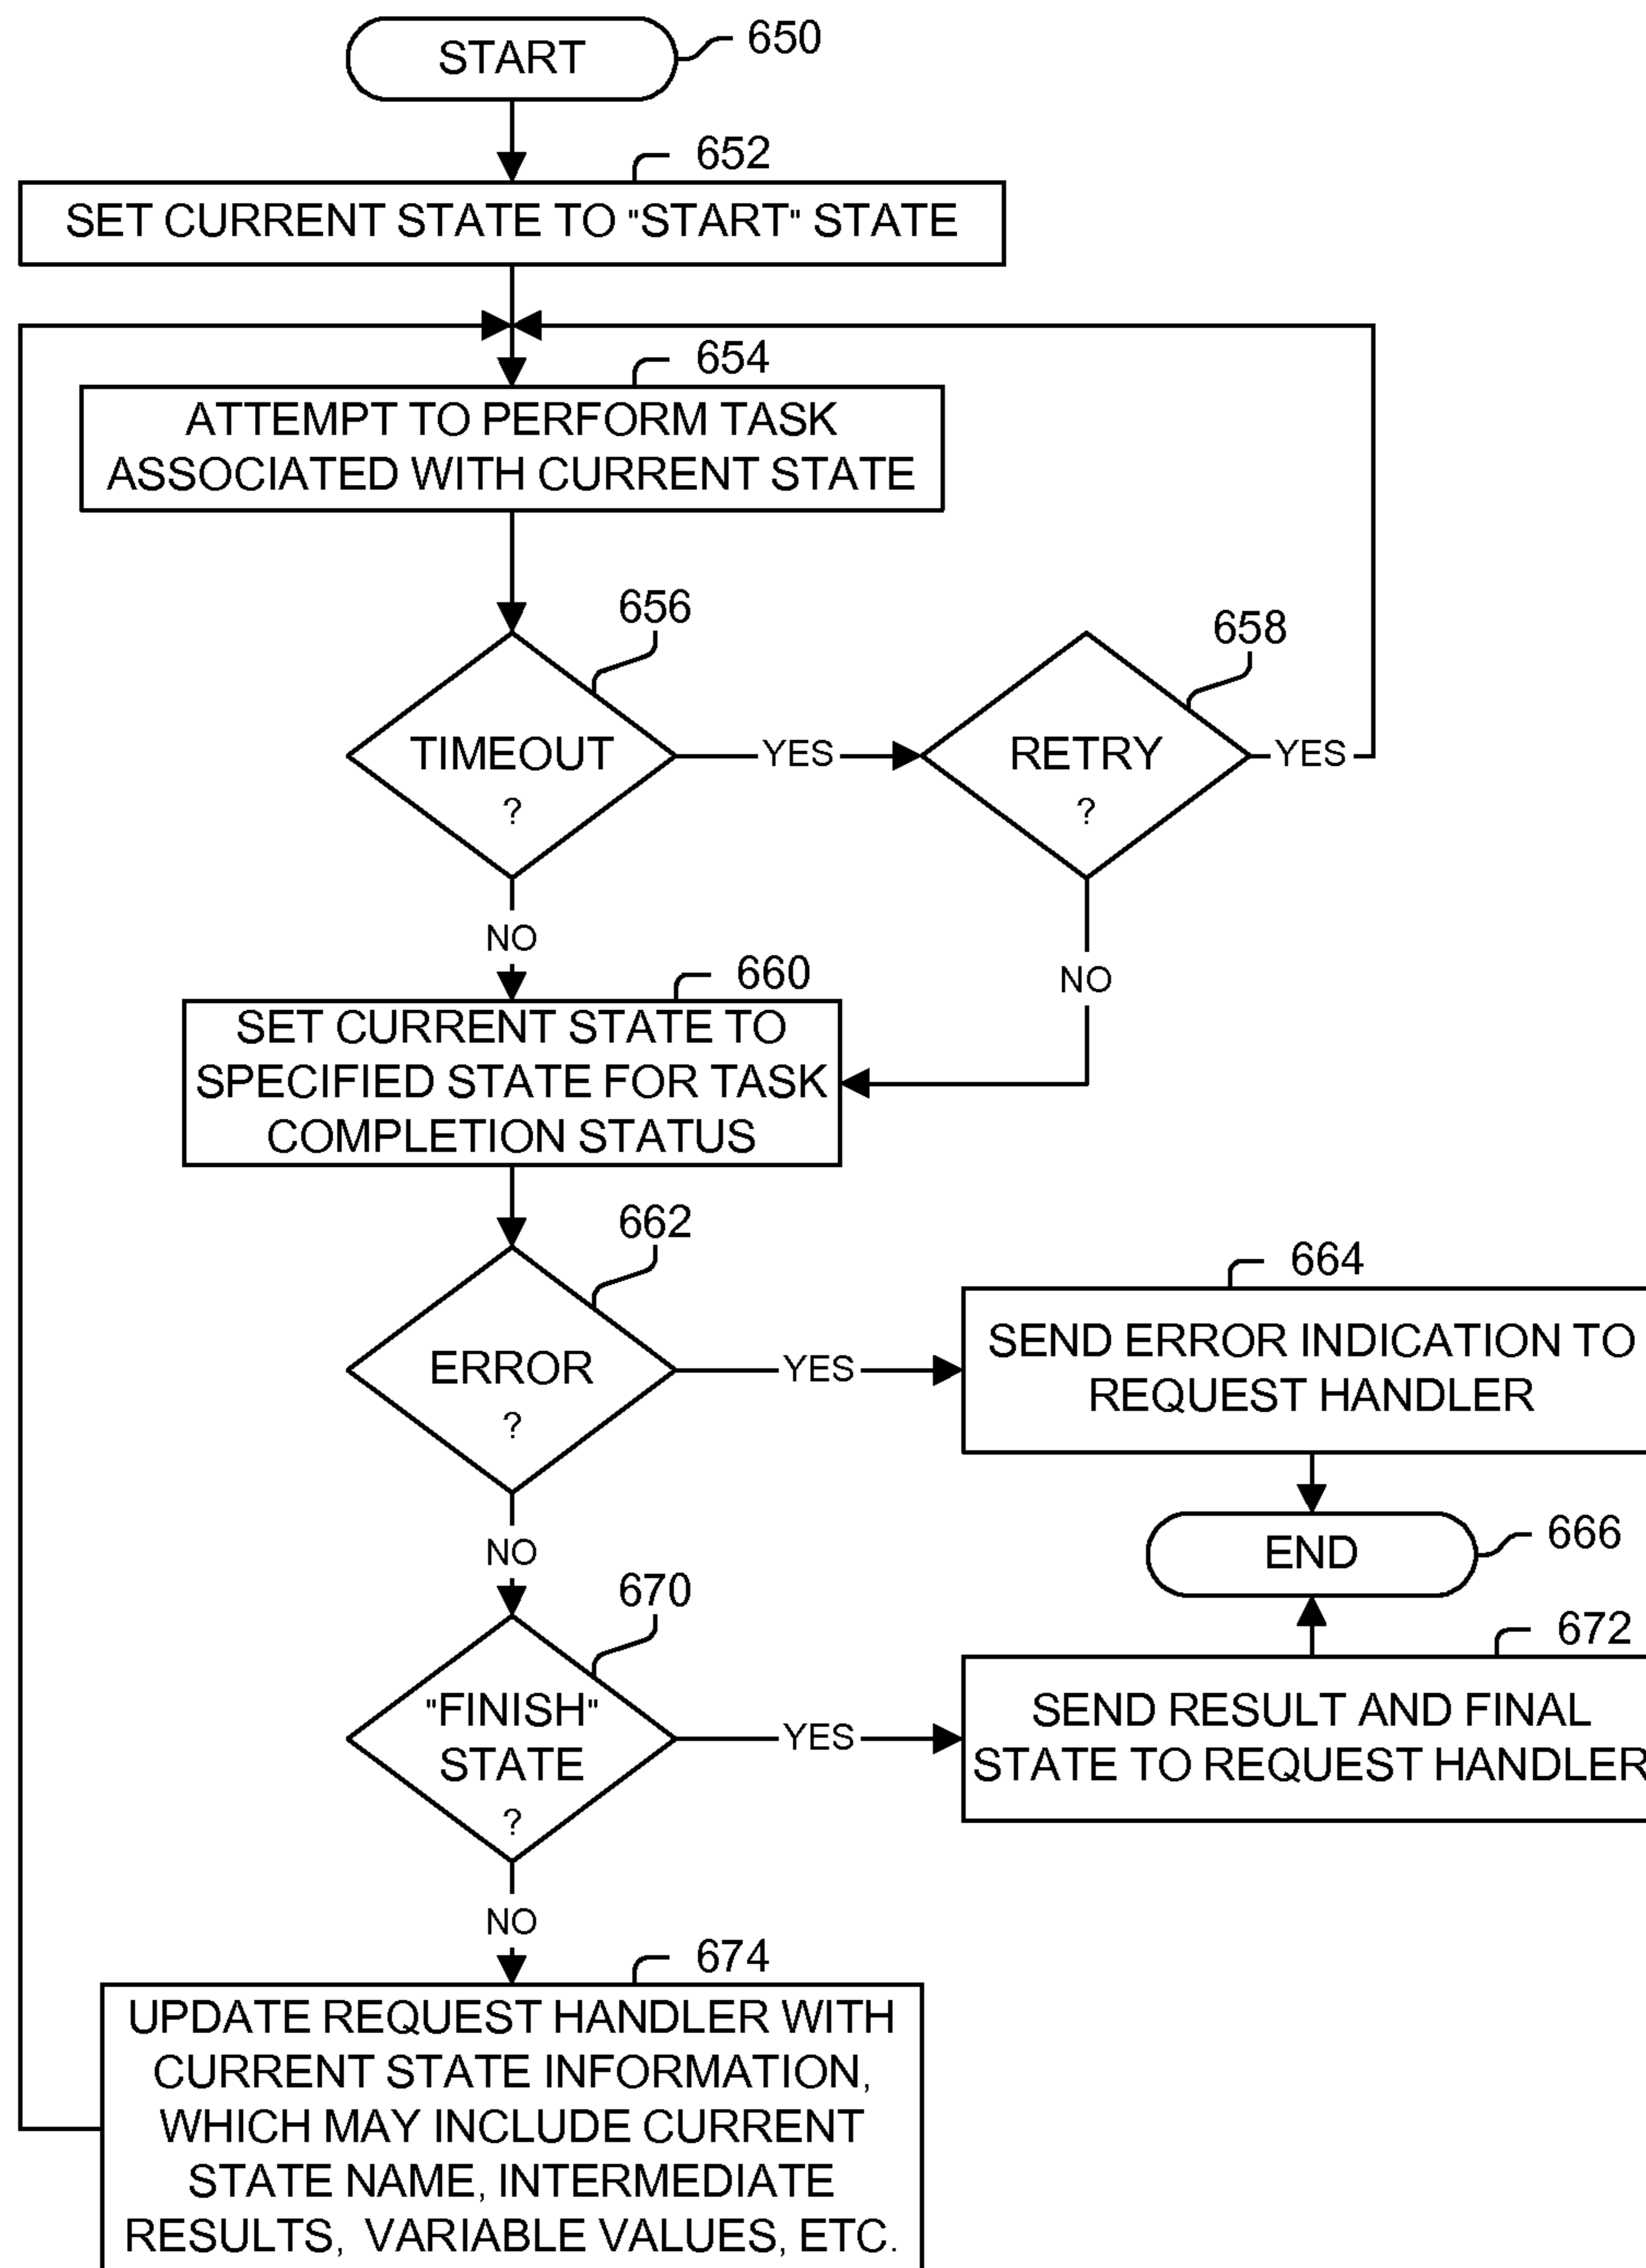 START
650
652
SET CURRENT STATE TO "START" STATE
654
ATTEMPT TO PERFORM TASK
ASSOCIATED WITH CURRENT STATE
656
658
TIMEOUT
?
YES
RETRY
?
YES
NO
NO
660
SET CURRENT STATE TO
SPECIFIED STATE FOR TASK
COMPLETION STATUS
662
ERROR
?
YES
664
SEND ERROR INDICATION TO
REQUEST HANDLER
NO
END
666
670
"FINISH"
STATE
?
YES
672
SEND RESULT AND FINAL
STATE TO REQUEST HANDLER
NO
674
UPDATE REQUEST HANDLER WITH
CURRENT STATE INFORMATION,
WHICH MAY INCLUDE CURRENT
STATE NAME, INTERMEDIATE
RESULTS, VARIABLE VALUES, ETC.